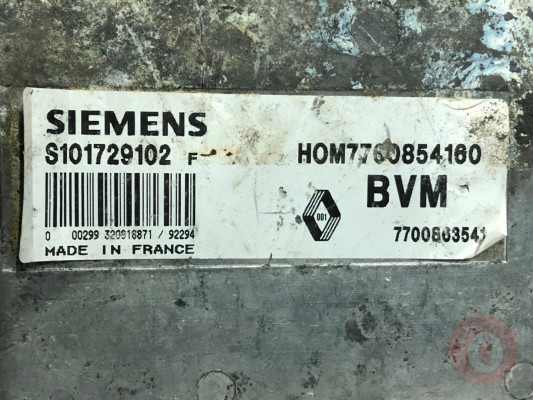 SIEMENS
S101729102 F
HOM7700854160
BVM
001
0 00299 320918871 / 92294
7700863541
MADE IN FRANCE